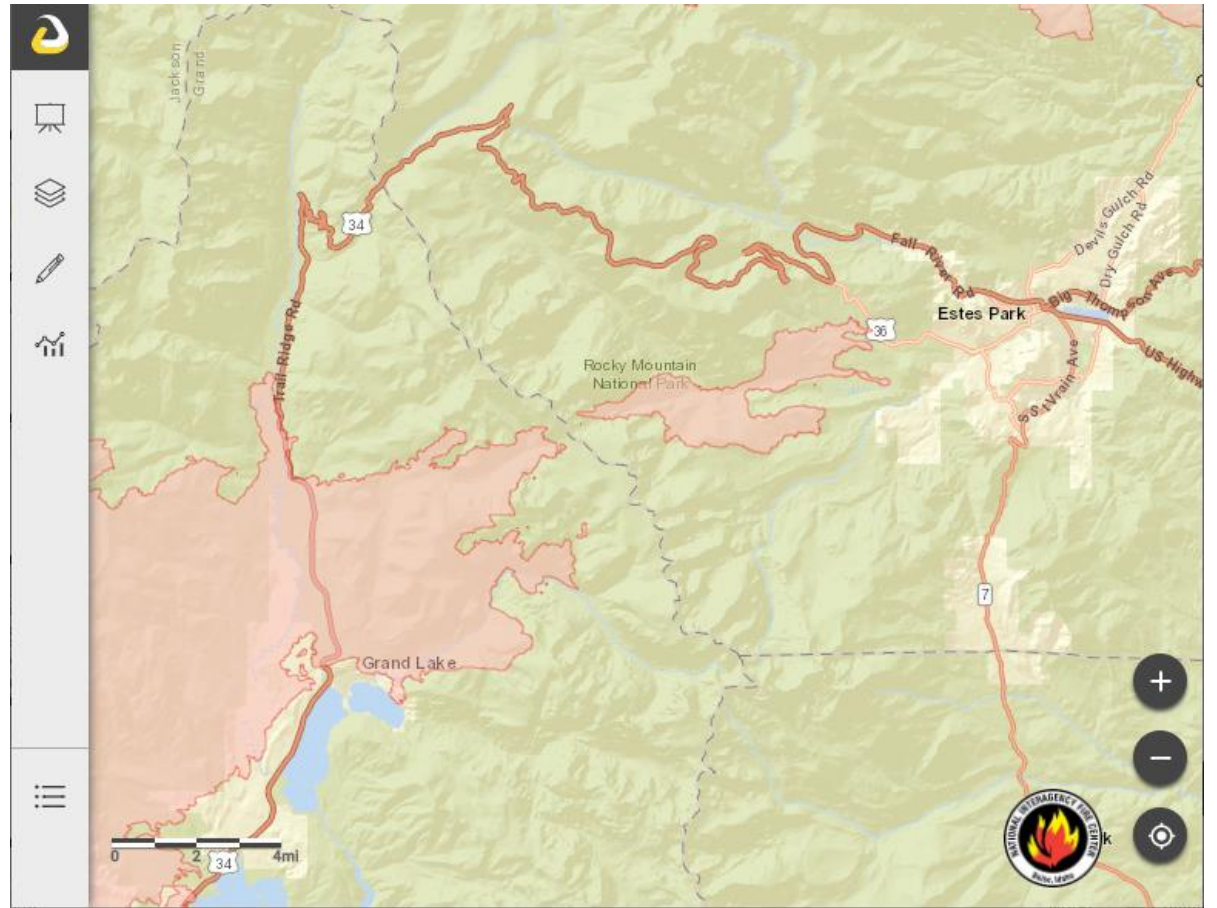 Jackson
Grand
34
Trail Ridge Rd
Fall River Rd
Devils Gulch Rd
Dry Gulch Rd
Big Thompson Ave
Estes Park
36
US Highw
S St Vrain Ave
Rocky Mountain
National Park
7
Grand Lake
0 2 4mi
34
NATIONAL INTERAGENCY FIRE CENTER
Boise, Idaho
k